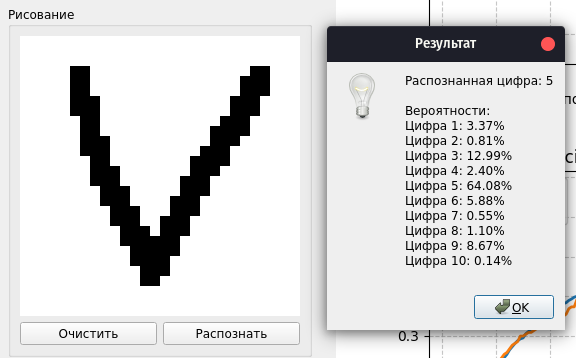 Рисование
V
Очистить
Распознать
Результат
Распознанная цифра: 5
Вероятности:
Цифра 1: 3.37%
Цифра 2: 0.81%
Цифра 3: 12.99%
Цифра 4: 2.40%
Цифра 5: 64.08%
Цифра 6: 5.88%
Цифра 7: 0.55%
Цифра 8: 1.10%
Цифра 9: 8.67%
Цифра 10: 0.14%
OK
0.3